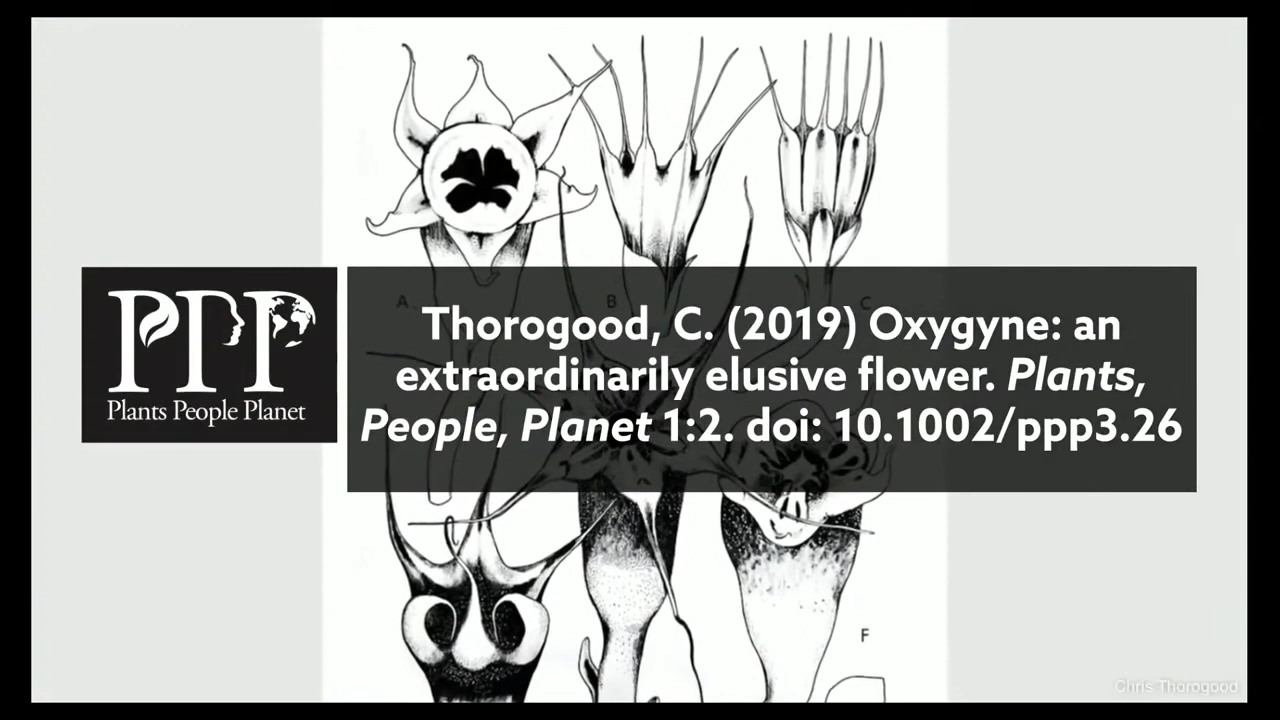 A.
B
C
PPP
Plants People Planet
Thorogood, C. (2019) Oxygyne: an
extraordinarily elusive flower. Plants,
People, Planet 1:2. doi: 10.1002/ppp3.26
F
Chris Thorogood